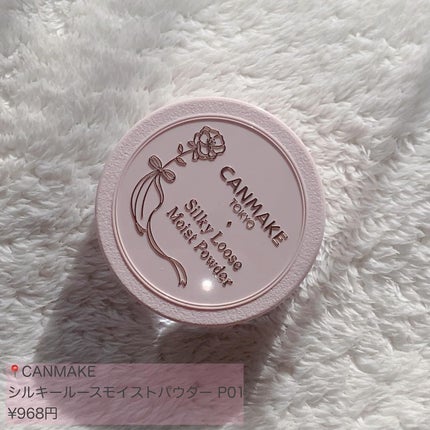 CANMAKE
TOKYO
Silky Loose
Moist Powder
📍CANMAKE
シルキールースモイストパウダー P01
¥968円